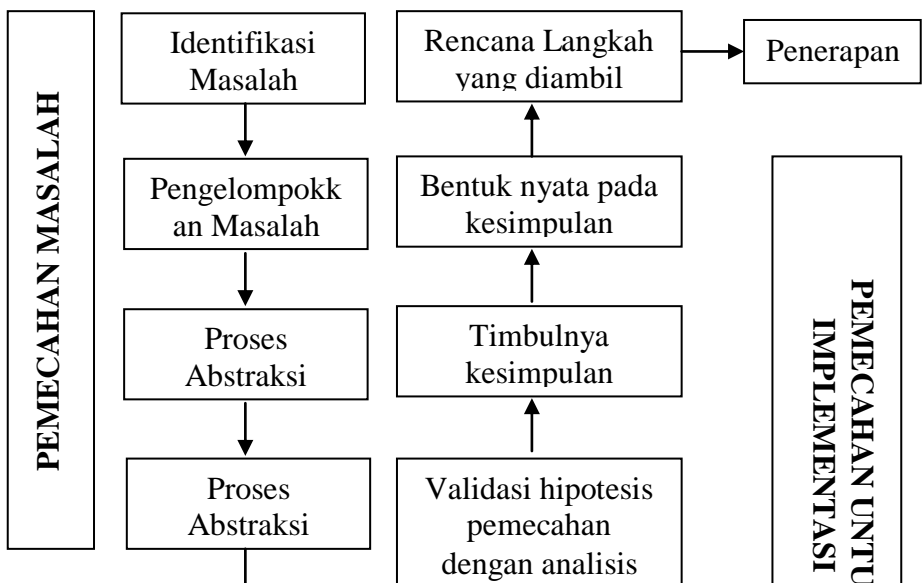 PEMECAHAN MASALAH
Identifikasi
Masalah
Pengelompokk
an Masalah
Proses
Abstraksi
Proses
Abstraksi
Validasi hipotesis
pemecahan
dengan analisis
Timbulnya
kesimpulan
Bentuk nyata pada
kesimpulan
Rencana Langkah
yang diambil
Penerapan
PEMECAHAN UNTU
IMPLEMENTASI